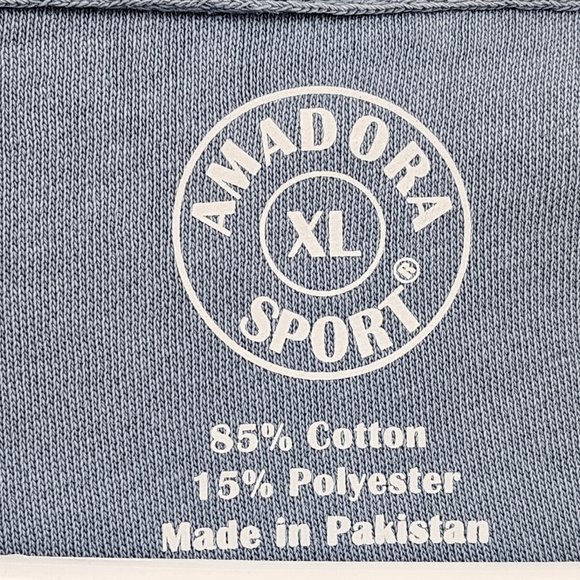 AMADORA
XL
SPORT®
85% Cotton
15% Polyester
Made in Pakistan